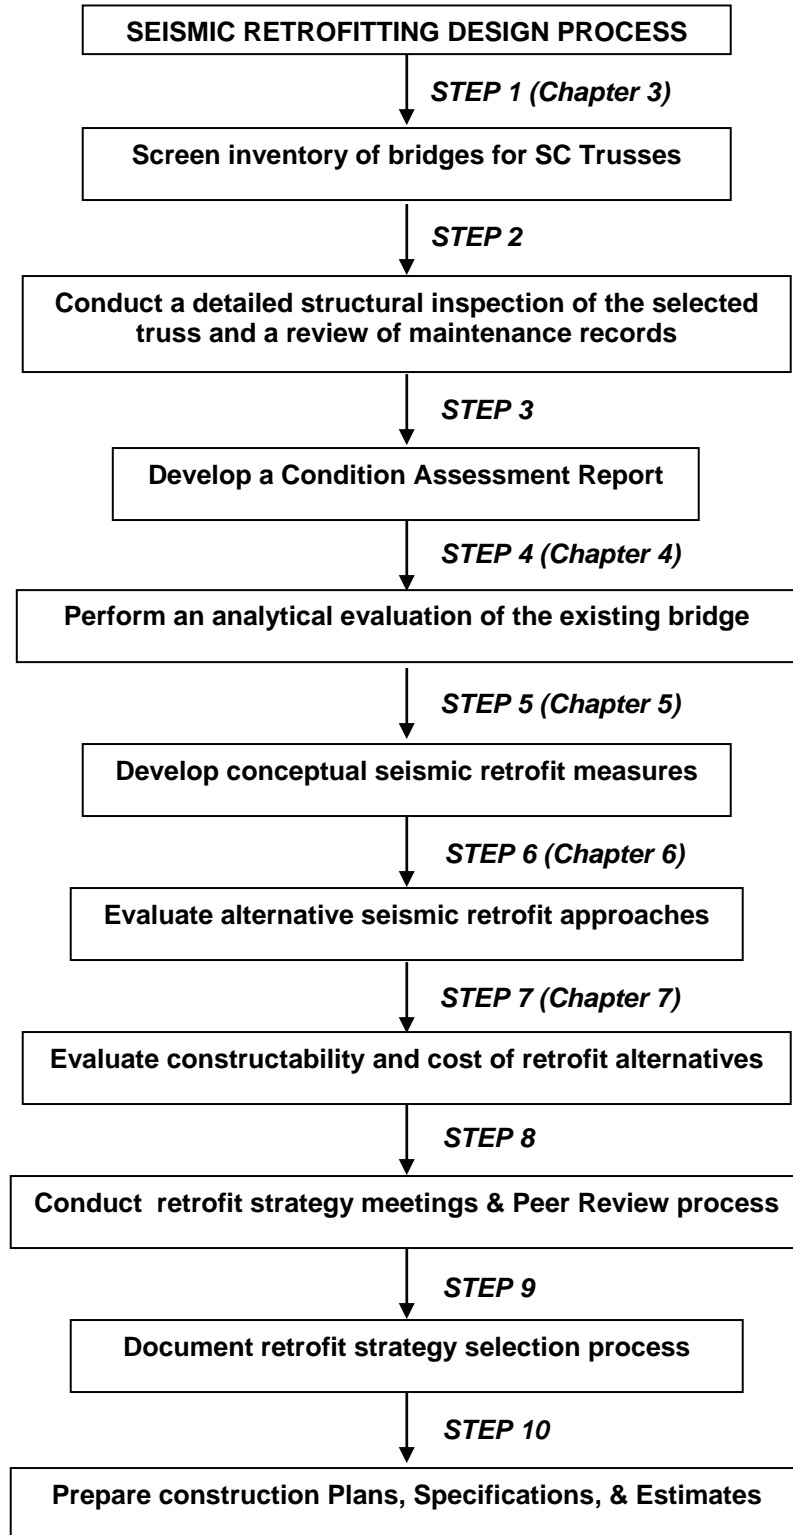 SEISMIC RETROFITTING DESIGN PROCESS
STEP 1 (Chapter 3)
Screen inventory of bridges for SC Trusses
STEP 2
Conduct a detailed structural inspection of the selected
truss and a review of maintenance records
STEP 3
Develop a Condition Assessment Report
STEP 4 (Chapter 4)
Perform an analytical evaluation of the existing bridge
STEP 5 (Chapter 5)
Develop conceptual seismic retrofit measures
STEP 6 (Chapter 6)
Evaluate alternative seismic retrofit approaches
STEP 7 (Chapter 7)
Evaluate constructability and cost of retrofit alternatives
STEP 8
Conduct retrofit strategy meetings & Peer Review process
STEP 9
Document retrofit strategy selection process
STEP 10
Prepare construction Plans, Specifications, & Estimates